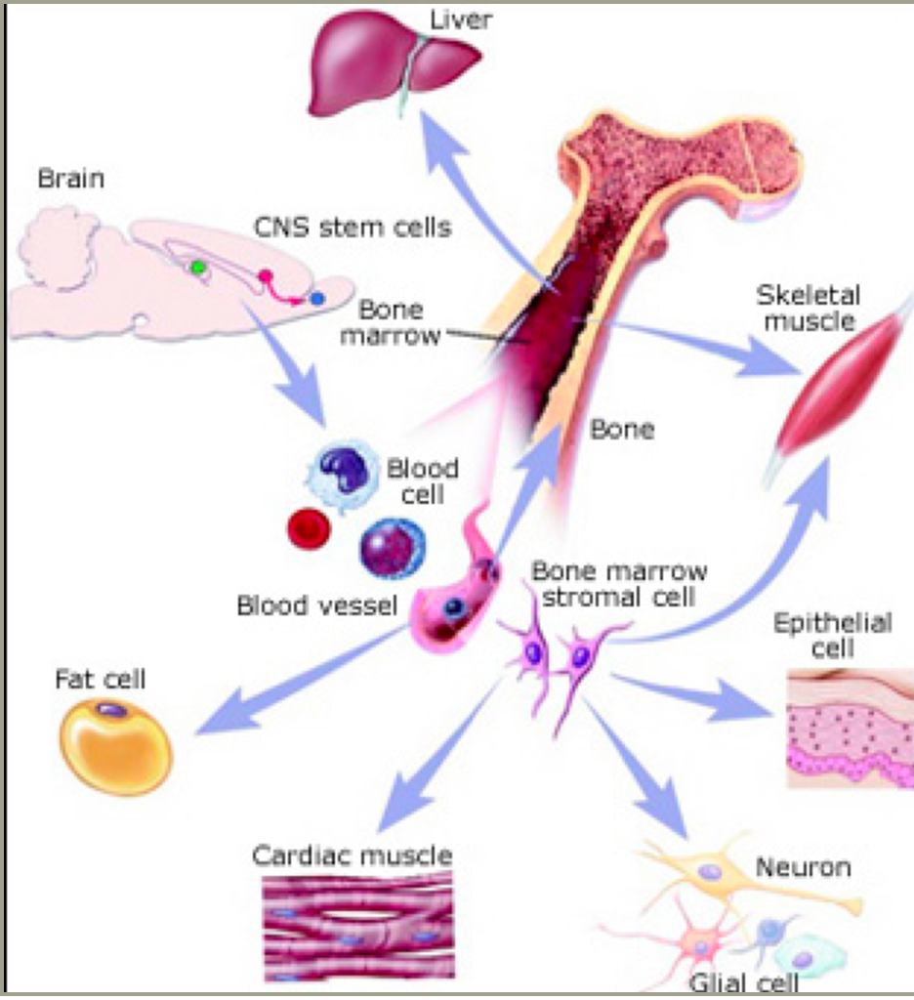 Liver
Brain
CNS stem cells
Bone
marrow
Skeletal
muscle
Bone
Blood
cell
Bone marrow
stromal cell
Blood vessel
Epithelial
cell
Fat cell
Cardiac muscle
Neuron
Glial cell